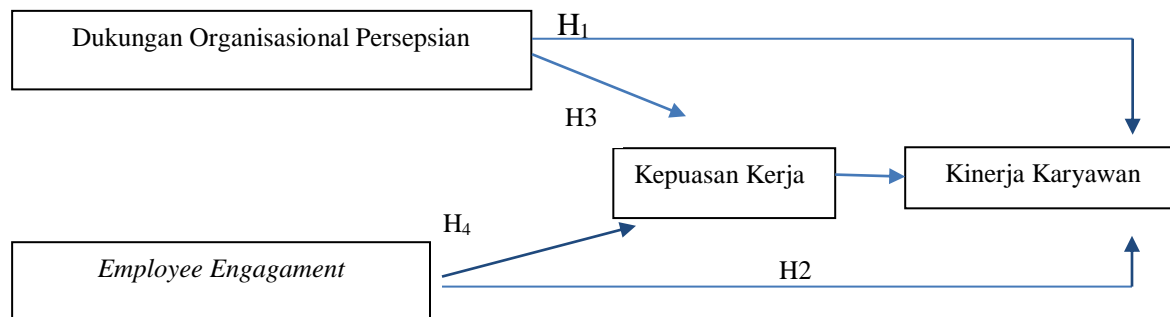 Dukungan Organisasional Persepsian
H₁
H3
Kepuasan Kerja
Kinerja Karyawan
H₄
Employee Engagament
H2